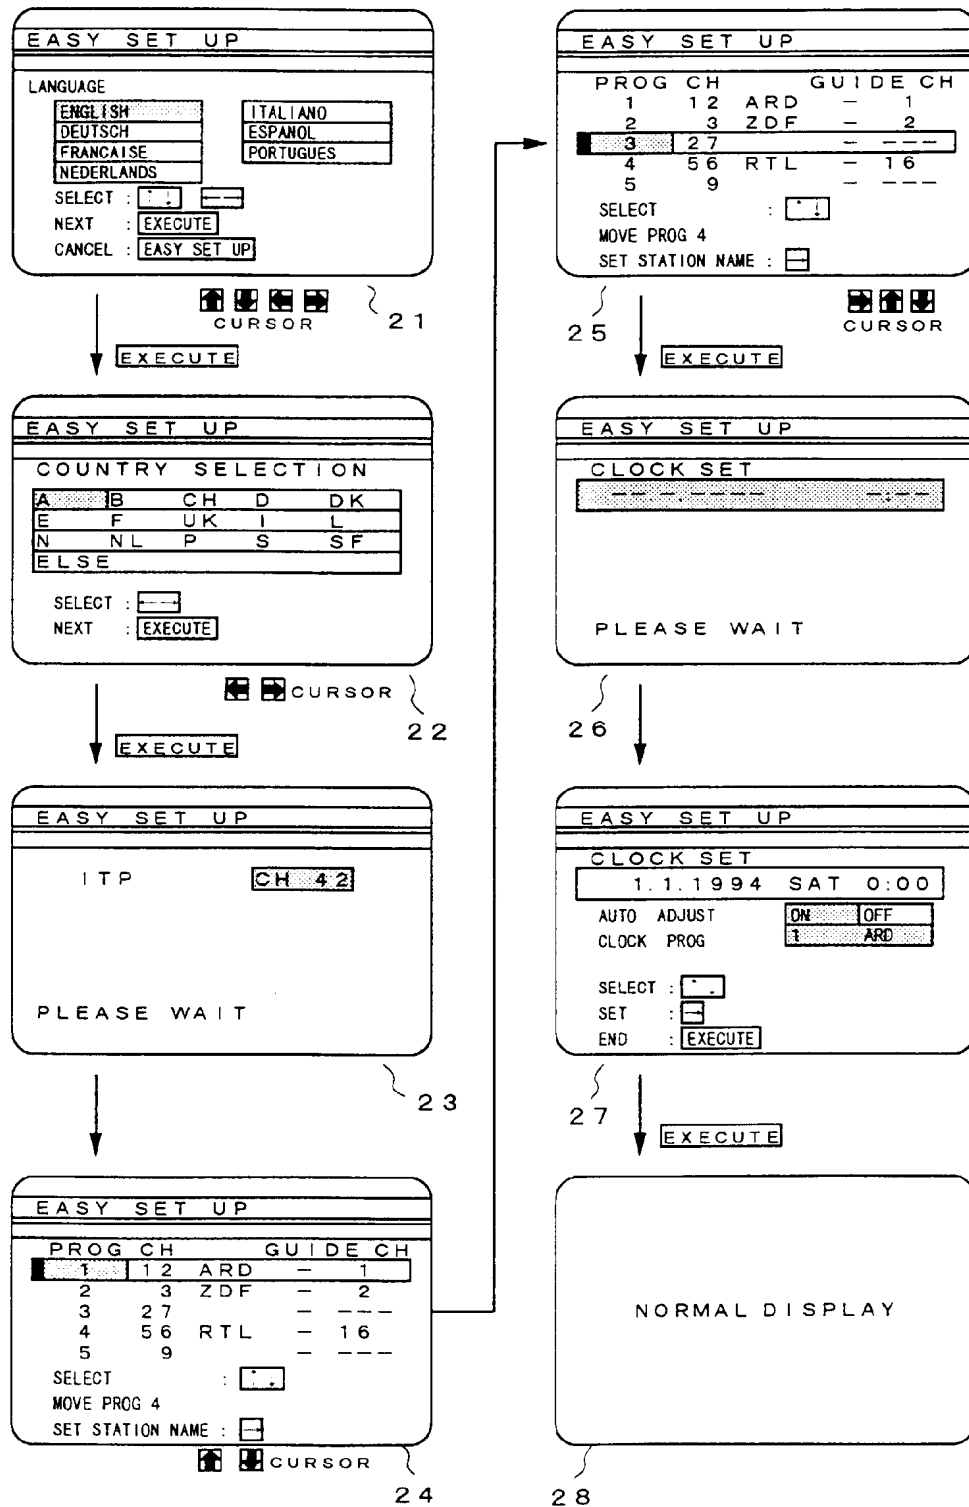 EASY SET UP
LANGUAGE
ENGLISH ITALIANO
DEUTSCH ESPANOL
FRANCAISE PORTUGUES
NEDERLANDS
SELECT :
NEXT : EXECUTE
CANCEL : EASY SET UP
CURSOR
21
EXECUTE
EASY SET UP
COUNTRY SELECTION
A B CH D DK
E F UK I L
N NL P S SF
ELSE
SELECT :
NEXT : EXECUTE
CURSOR
22
EXECUTE
EASY SET UP
ITP CH 42
PLEASE WAIT
23
EASY SET UP
PROG CH GUIDE CH
1 12 ARD – 1
2 3 ZDF – 2
3 27 – – – –
4 56 RTL – 16
5 9 – – – –
SELECT :
MOVE PROG 4
SET STATION NAME : →
CURSOR
24
EASY SET UP
PROG CH GUIDE CH
1 12 ARD – 1
2 3 ZDF – 2
3 27 – – – –
4 56 RTL – 16
5 9 – – – –
SELECT :
MOVE PROG 4
SET STATION NAME : →
25
CURSOR
EXECUTE
EASY SET UP
CLOCK SET
– – – . – – – – – : – –
PLEASE WAIT
26
EASY SET UP
CLOCK SET
1.1.1994 SAT 0:00
AUTO ADJUST ON OFF
CLOCK PROG 1 ARD
SELECT :
SET : →
END : EXECUTE
27
EXECUTE
NORMAL DISPLAY
28